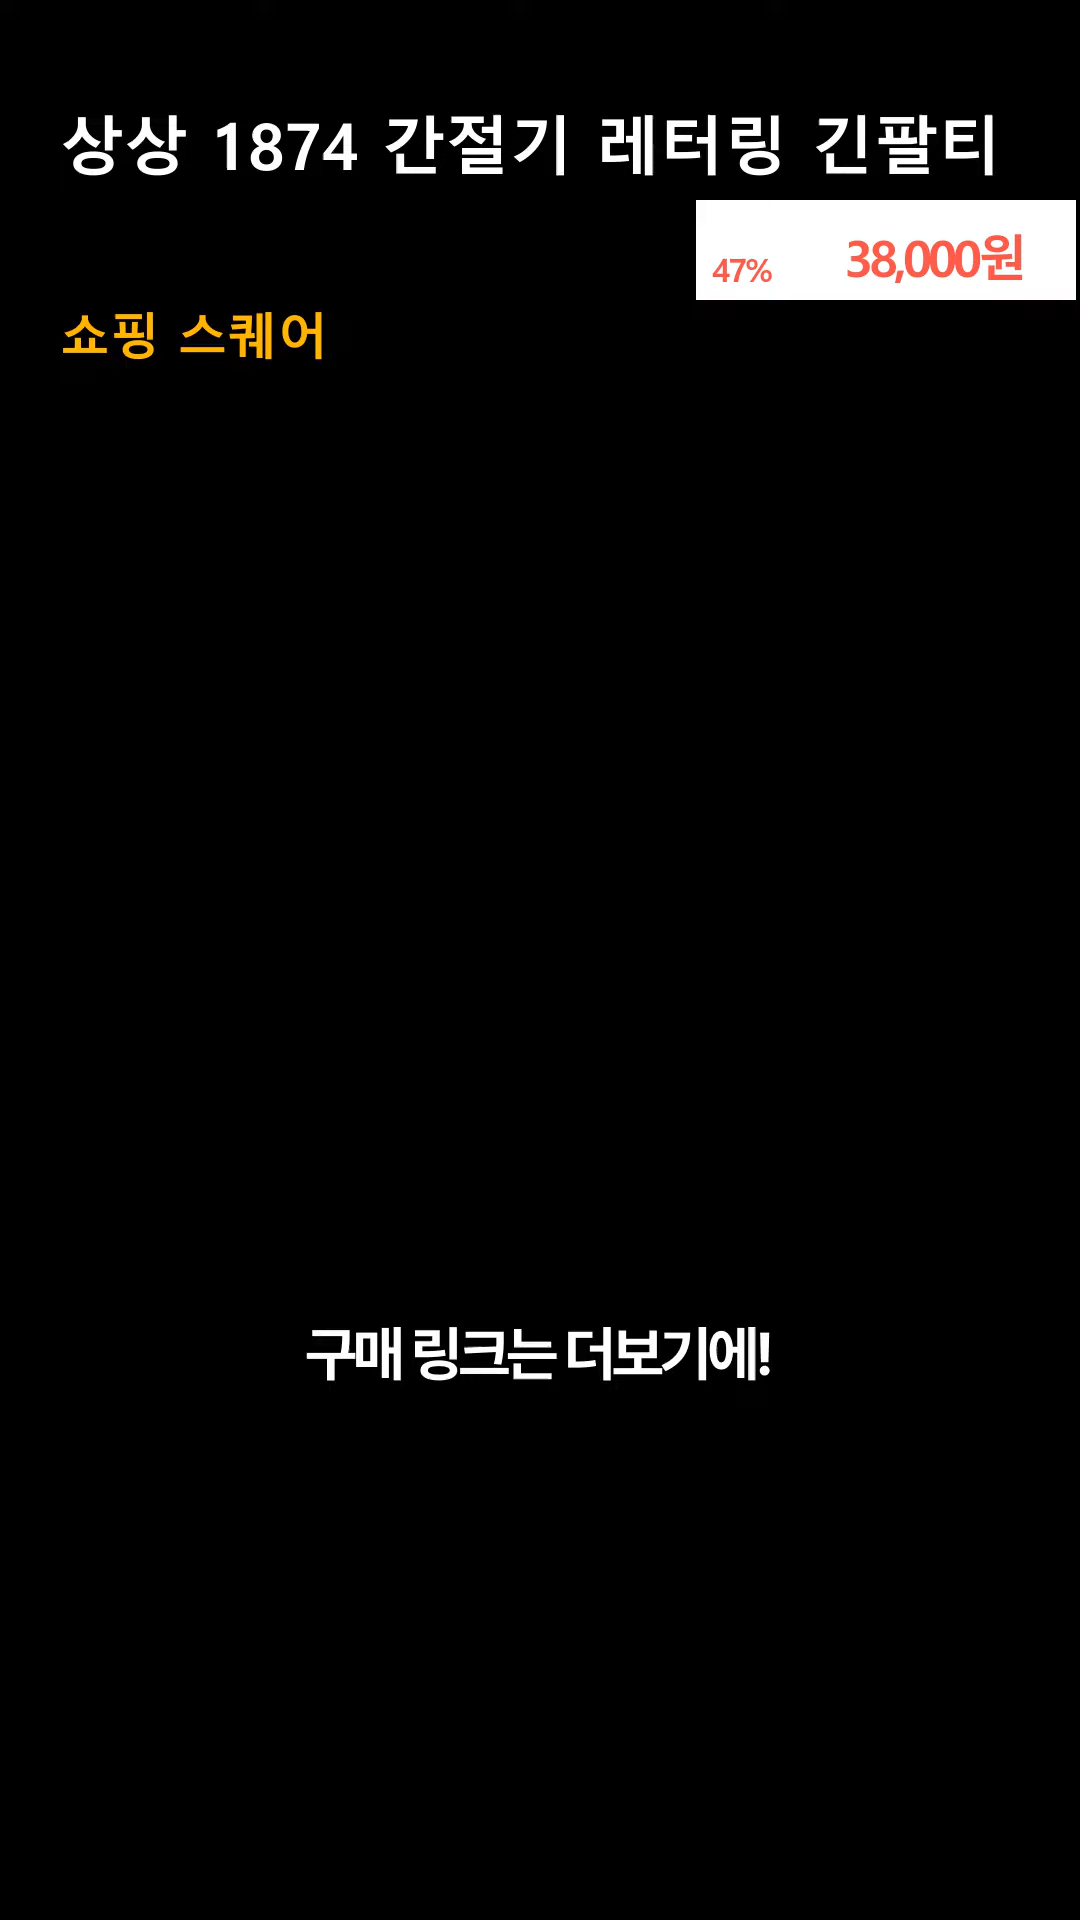 상상 1874 간절기 레터링 긴팔티
47% 38,000원
쇼핑 스퀘어
구매 링크는 더보기에!